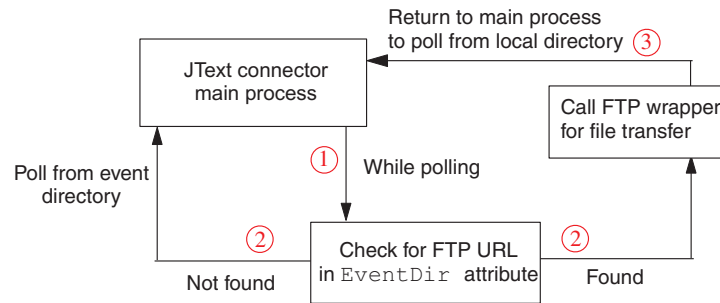 Return to main process
to poll from local directory
③
JText connector
main process
Call FTP wrapper
for file transfer
①
While polling
Poll from event
directory
②
Not found
Check for FTP URL
in EventDir attribute
②
Found